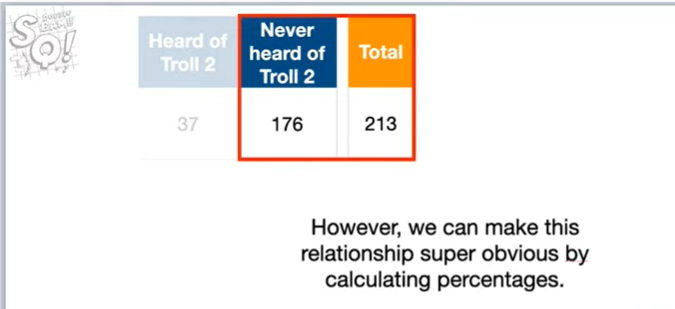 SQ!
Heard of
Troll 2
Never
heard of
Troll 2
Total
37
176
213
However, we can make this
relationship super obvious by
calculating percentages.